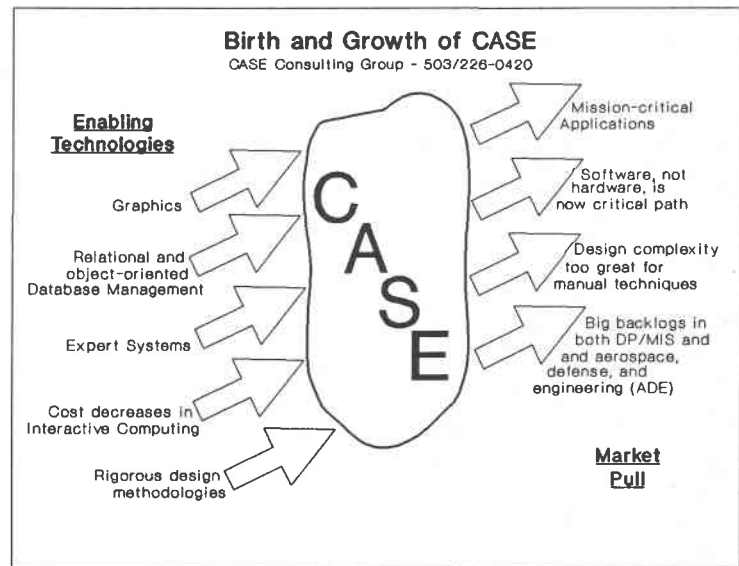 Birth and Growth of CASE
CASE Consulting Group - 503/226-0420
Enabling
Technologies
Graphics
Relational and
object-oriented
Database Management
Expert Systems
Cost decreases in
Interactive Computing
Rigorous design
methodologies
CASE
Mission-critical
Applications
Software, not
hardware, is
now critical path
Design complexity
too great for
manual techniques
Big backlogs in
both DP/MIS and
and aerospace,
defense, and
engineering (ADE)
Market
Pull